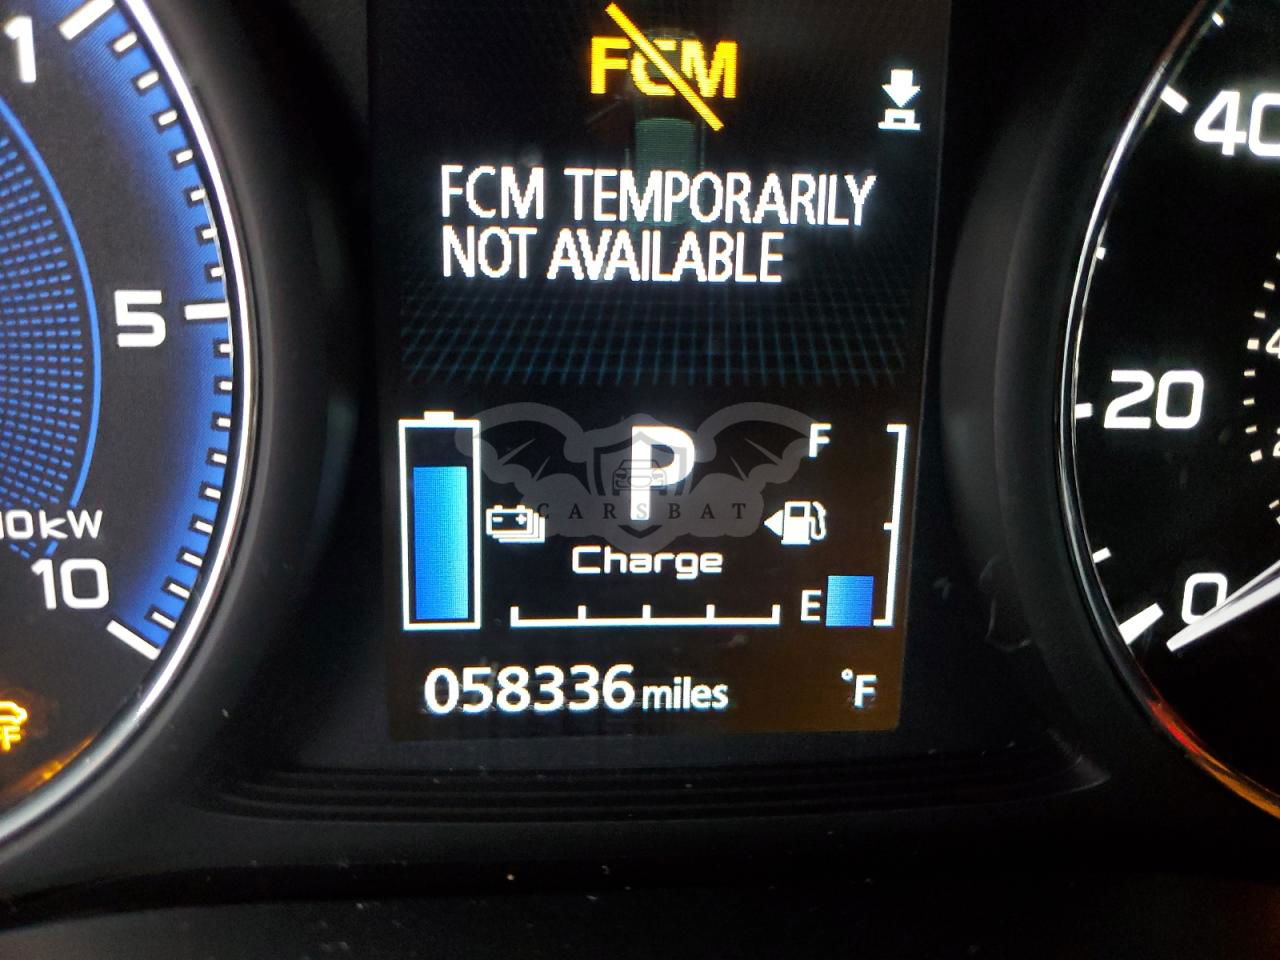 1
FCM
40
FCM TEMPORARILY
NOT AVAILABLE
5
20
F
P
CARSBAT
10kW
Charge
10
E
0
058336 miles
°F